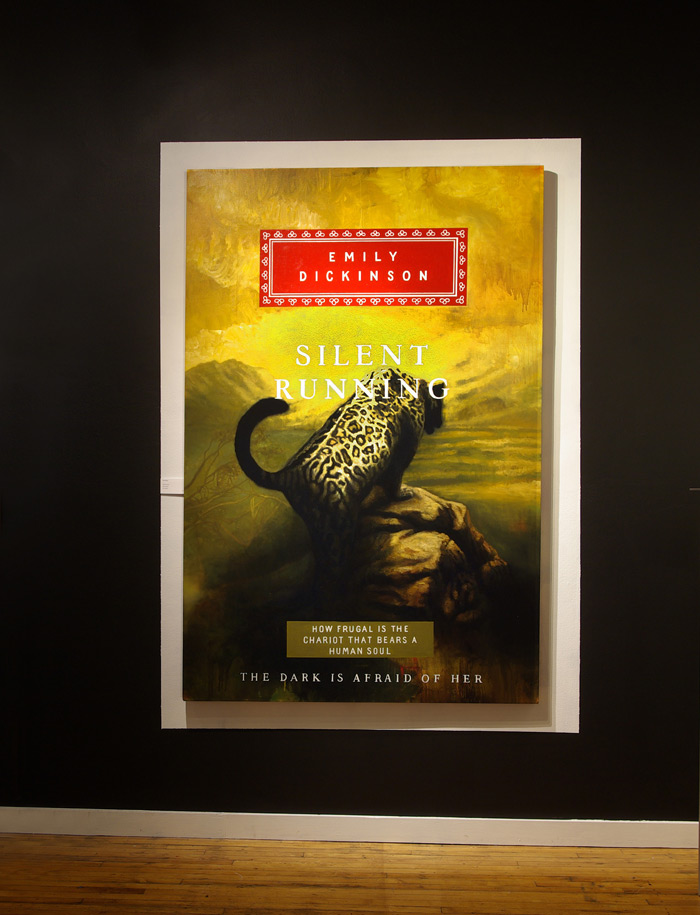 EMILY
DICKINSON
SILENT
RUNNING
HOW FRUGAL IS THE
CHARIOT THAT BEARS A
HUMAN SOUL
THE DARK IS AFRAID OF HER